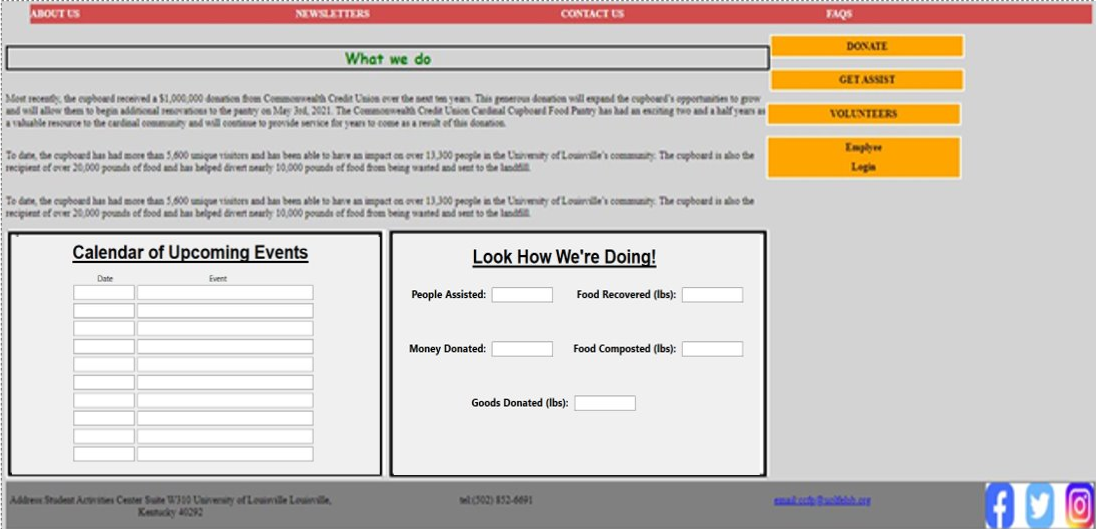 ABOUT US NEWSLETTERS CONTACT US FAQS
What we do
DONATE
GET ASSIST
VOLUNTEERS
Emplyee
Login
Most recently, the cupboard received a $1,000,000 donation from Commonwealth Credit Union over the next ten years. This generous donation will expand the cupboard's opportunities to grow
and will allow them to begin additional renovations to the pantry on May 3rd, 2021. The Commonwealth Credit Union Cardinal Cupboard Food Pantry has had an exciting two and a half years as
a valuable resource to the cardinal community and will continue to provide service for years to come as a result of this donation.
To date, the cupboard has had more than 5,600 unique visitors and has been able to have an impact on over 13,300 people in the University of Louisville's community. The cupboard is also the
recipient of over 20,000 pounds of food and has helped divert nearly 10,000 pounds of food from being wasted and sent to the landfill.
To date, the cupboard has had more than 5,600 unique visitors and has been able to have an impact on over 13,300 people in the University of Louisville's community. The cupboard is also the
recipient of over 20,000 pounds of food and has helped divert nearly 10,000 pounds of food from being wasted and sent to the landfill.
Calendar of Upcoming Events
Date Event
Look How We're Doing!
People Assisted: Food Recovered (lbs):
Money Donated: Food Composted (lbs):
Goods Donated (lbs):
Address:Student Activities Center Suite W310 University of Louisville Louisville,
Kentucky 40292
tel:(502) 852-6691